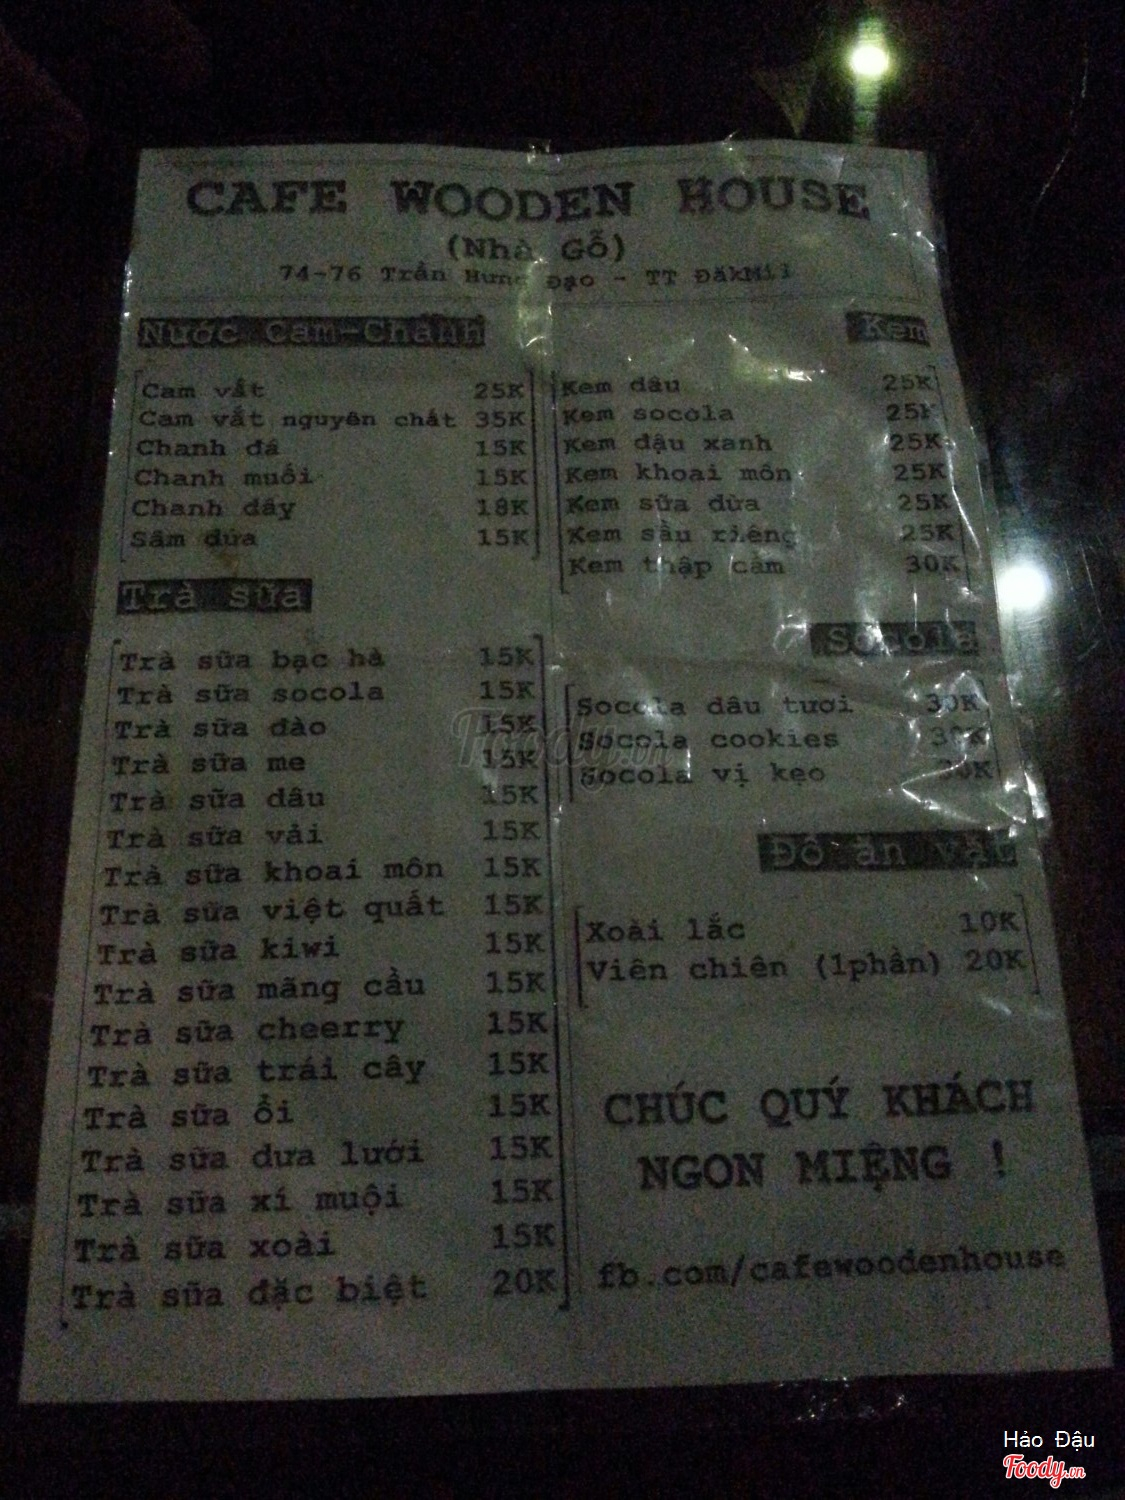 CAFE WOODEN HOUSE
(Nhà Gỗ)
74-76 Trần Hưng Đạo - TT ĐăkMil
Nước Cam-Chanh
Cam vắt 25K
Cam vắt nguyên chất 35K
Chanh đá 15K
Chanh muối 15K
Chanh dây 18K
Sâm dứa 15K
Trà sữa
Trà sữa bạc hà 15K
Trà sữa socola 15K
Trà sữa đào 15K
Trà sữa me 15K
Trà sữa dâu 15K
Trà sữa vải 15K
Trà sữa khoai môn 15K
Trà sữa việt quất 15K
Trà sữa kiwi 15K
Trà sữa mãng cầu 15K
Trà sữa cheerry 15K
Trà sữa trái cây 15K
Trà sữa ổi 15K
Trà sữa dưa lưới 15K
Trà sữa xí muội 15K
Trà sữa xoài 15K
Trà sữa đặc biệt 20K
Kem
Kem dâu 25K
Kem socola 25K
Kem đậu xanh 25K
Kem khoai môn 25K
Kem sữa dừa 25K
Kem sầu riêng 25K
Kem thập cẩm 30K
Socola
Socola dâu tươi 30K
Socola cookies
Socola vị kẹo
Đồ ăn vặt
Xoài lắc 10K
Viên chiên (1phần) 20K
CHÚC QUÝ KHÁCH
NGON MIỆNG !
fb.com/cafewoodenhouse
Foody.vn
Hảo Đậu
Foody.vn